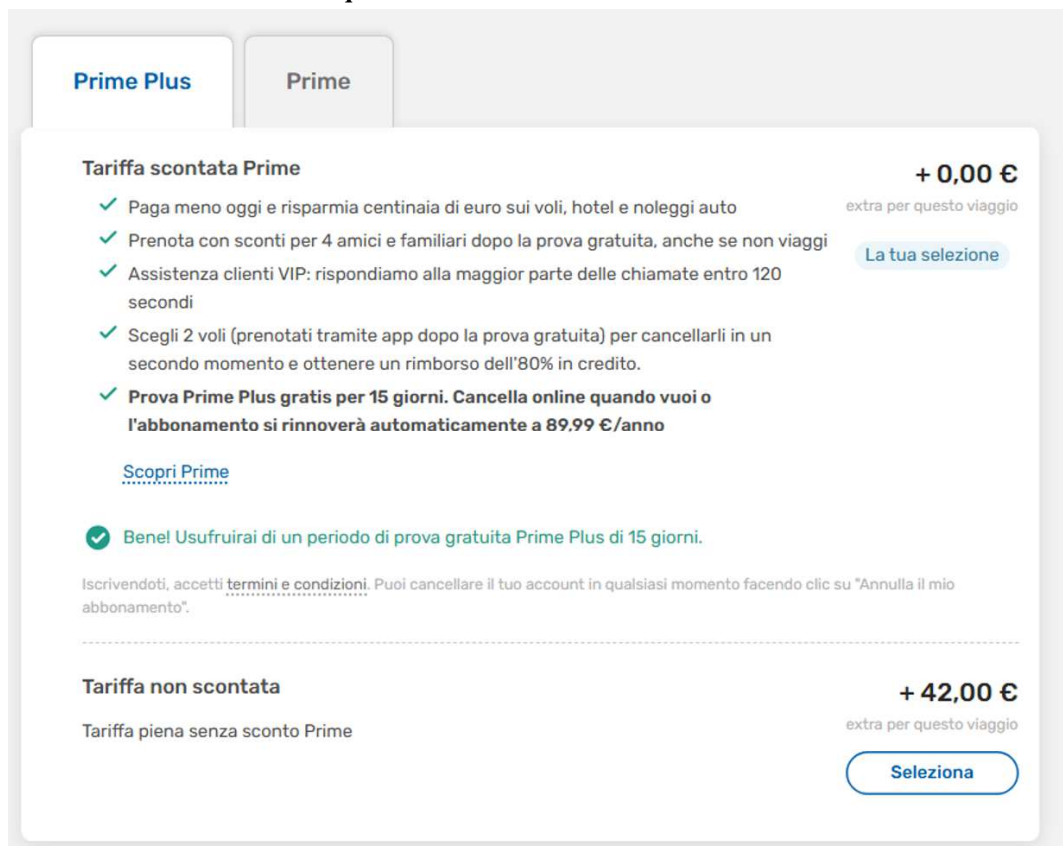 Prime Plus
Prime
Tariffa scontata Prime
+ 0,00 €
Paga meno oggi e risparmia centinaia di euro sui voli, hotel e noleggi auto
extra per questo viaggio
Prenota con sconti per 4 amici e familiari dopo la prova gratuita, anche se non viaggi
La tua selezione
Assistenza clienti VIP: rispondiamo alla maggior parte delle chiamate entro 120
secondi
Scegli 2 voli (prenotati tramite app dopo la prova gratuita) per cancellarli in un
secondo momento e ottenere un rimborso dell'80% in credito.
Prova Prime Plus gratis per 15 giorni. Cancella online quando vuoi o
l'abbonamento si rinnoverà automaticamente a 89,99 €/anno
Scopri Prime
Bene! Usufruirai di un periodo di prova gratuita Prime Plus di 15 giorni.
Iscrivendoti, accetti termini e condizioni. Puoi cancellare il tuo account in qualsiasi momento facendo clic su "Annulla il mio
abbonamento".
Tariffa non scontata
+ 42,00 €
Tariffa piena senza sconto Prime
extra per questo viaggio
Seleziona